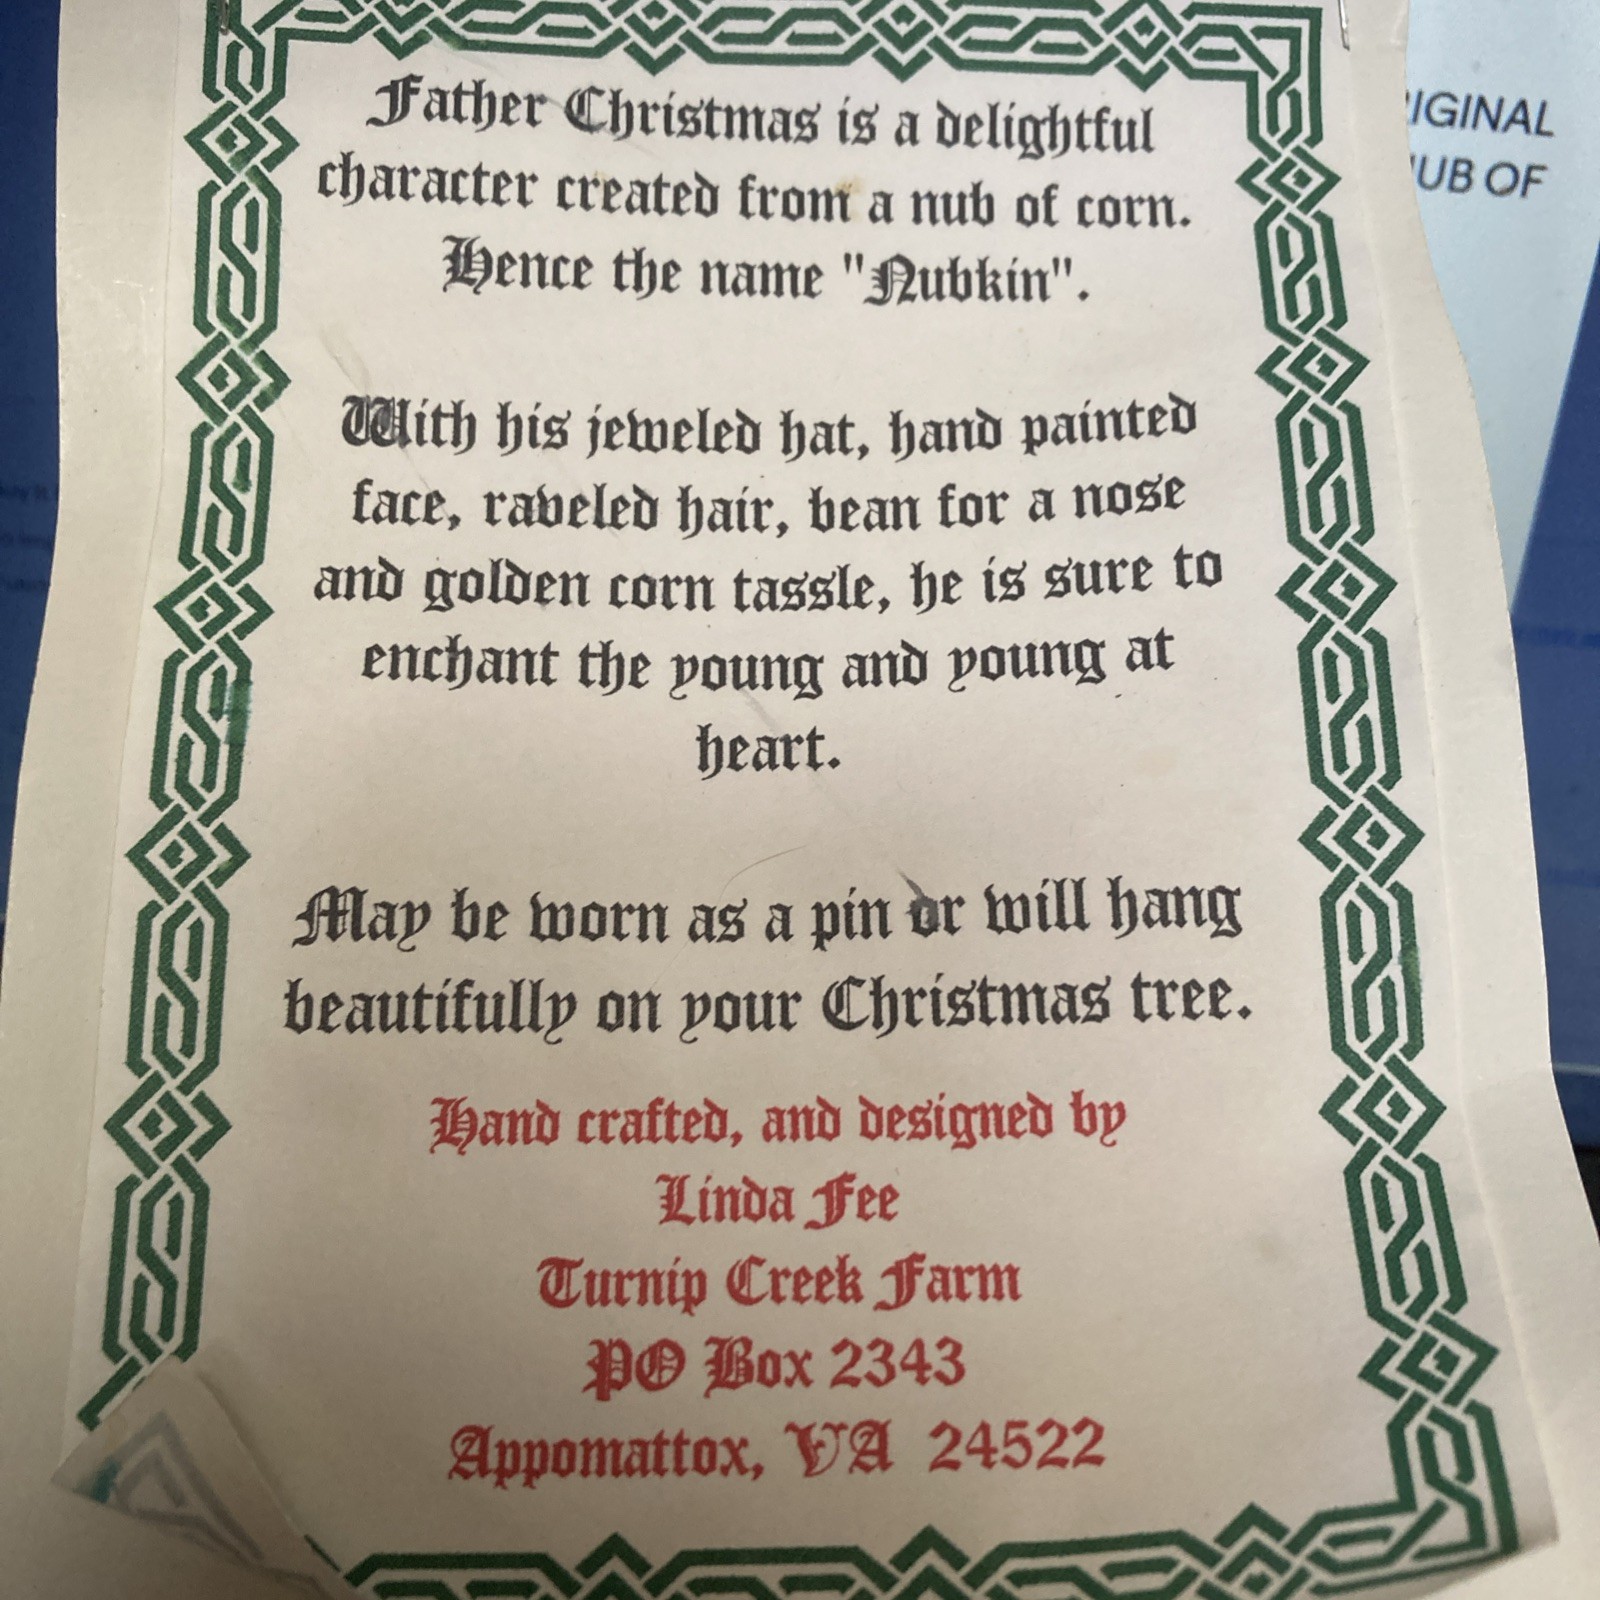 Father Christmas is a delightful
character created from a nub of corn.
Hence the name "Nubkin".
With his jeweled hat, hand painted
face, raveled hair, bean for a nose
and golden corn tassle, he is sure to
enchant the young and young at
heart.
May be worn as a pin or will hang
beautifully on your Christmas tree.
Hand crafted, and designed by
Linda Fee
Turnip Creek Farm
PO Box 2343
Appomattox, VA 24522
IGINAL
UB OF